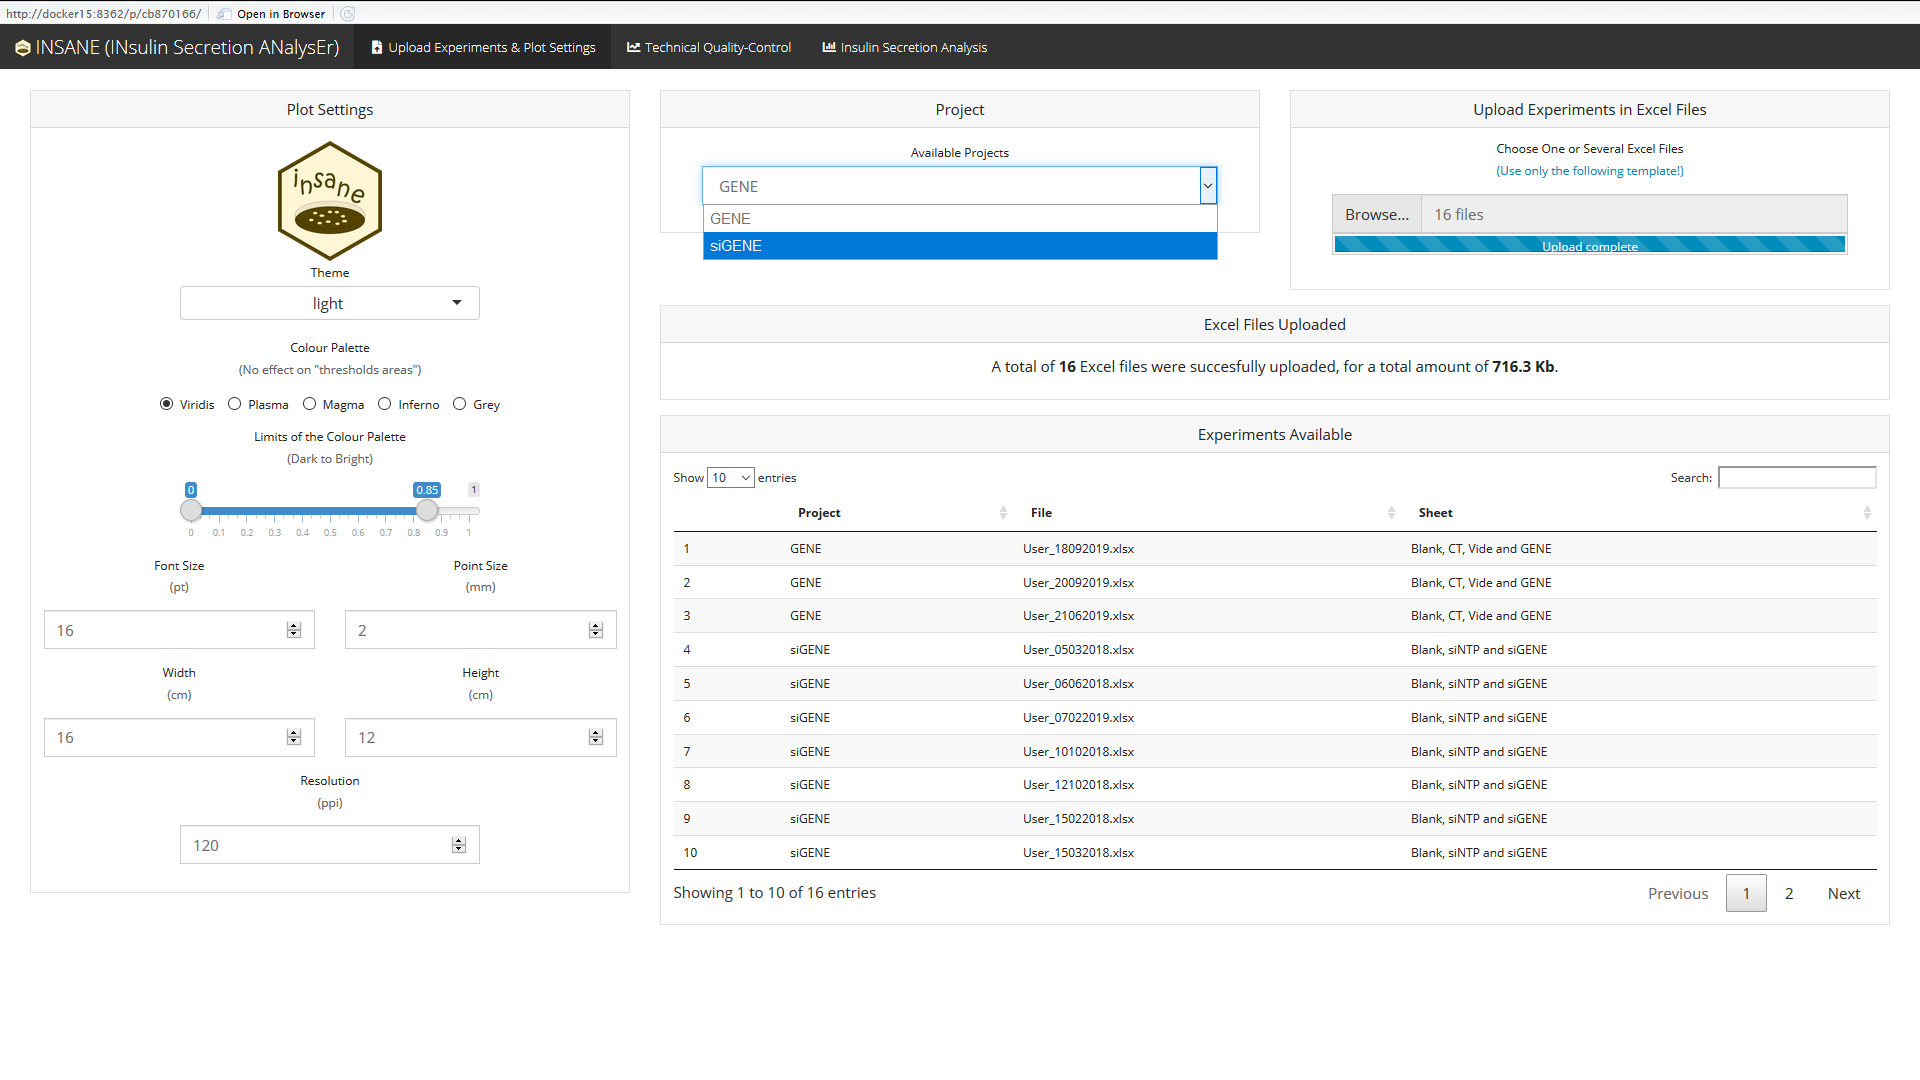 http://docker15:8362/p/cb870166/ Open in Browser
INSANE (INsulin Secretion ANalysEr) Upload Experiments & Plot Settings Technical Quality-Control Insulin Secretion Analysis
Plot Settings
insane
Theme
light
Colour Palette
(No effect on "thresholds areas")
Viridis Plasma Magma Inferno Grey
Limits of the Colour Palette
(Dark to Bright)
0 0.85 1
0 0.1 0.2 0.3 0.4 0.5 0.6 0.7 0.8 0.9 1
Font Size Point Size
(pt) (mm)
16 2
Width Height
(cm) (cm)
16 12
Resolution
(ppi)
120
Project
Available Projects
GENE
GENE
siGENE
Upload Experiments in Excel Files
Choose One or Several Excel Files
(Use only the following template!)
Browse... 16 files
Upload complete
Excel Files Uploaded
A total of 16 Excel files were succesfully uploaded, for a total amount of 716.3 Kb.
Experiments Available
Show 10 entries Search:
Project File Sheet
1 GENE User_18092019.xlsx Blank, CT, Vide and GENE
2 GENE User_20092019.xlsx Blank, CT, Vide and GENE
3 GENE User_21062019.xlsx Blank, CT, Vide and GENE
4 siGENE User_05032018.xlsx Blank, siNTP and siGENE
5 siGENE User_06062018.xlsx Blank, siNTP and siGENE
6 siGENE User_07022019.xlsx Blank, siNTP and siGENE
7 siGENE User_10102018.xlsx Blank, siNTP and siGENE
8 siGENE User_12102018.xlsx Blank, siNTP and siGENE
9 siGENE User_15022018.xlsx Blank, siNTP and siGENE
10 siGENE User_15032018.xlsx Blank, siNTP and siGENE
Showing 1 to 10 of 16 entries Previous 1 2 Next